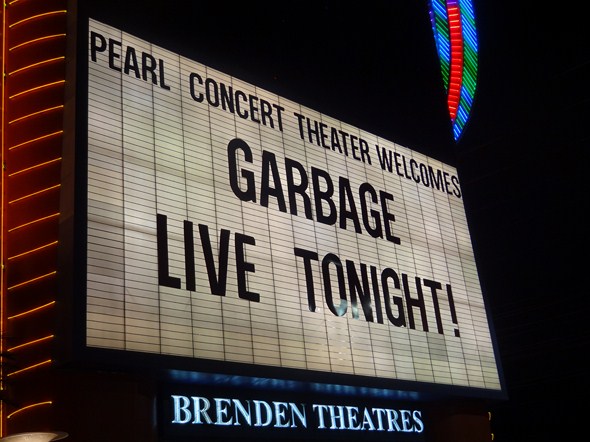 PEARL CONCERT THEATER WELCOMES
GARBAGE
LIVE TONIGHT!
BRENDEN THEATRES